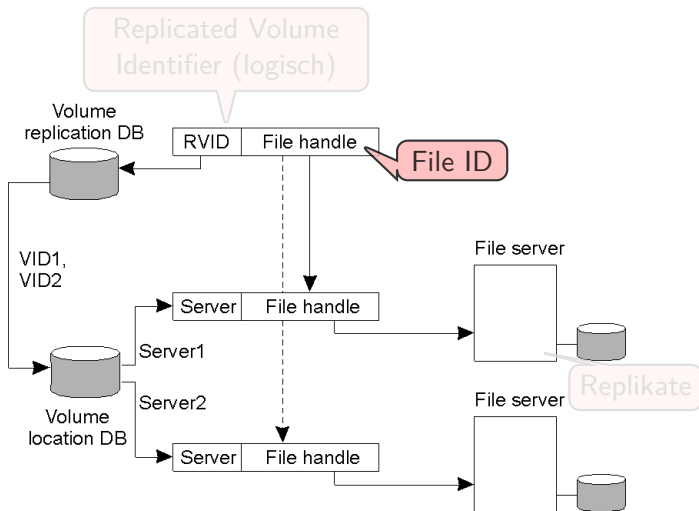 Replicated Volume
Identifier (logisch)
Volume
replication DB
RVID
File handle
File ID
VID1,
VID2
File server
Server
File handle
Server1
Replikate
Volume
location DB
Server2
File server
Server
File handle